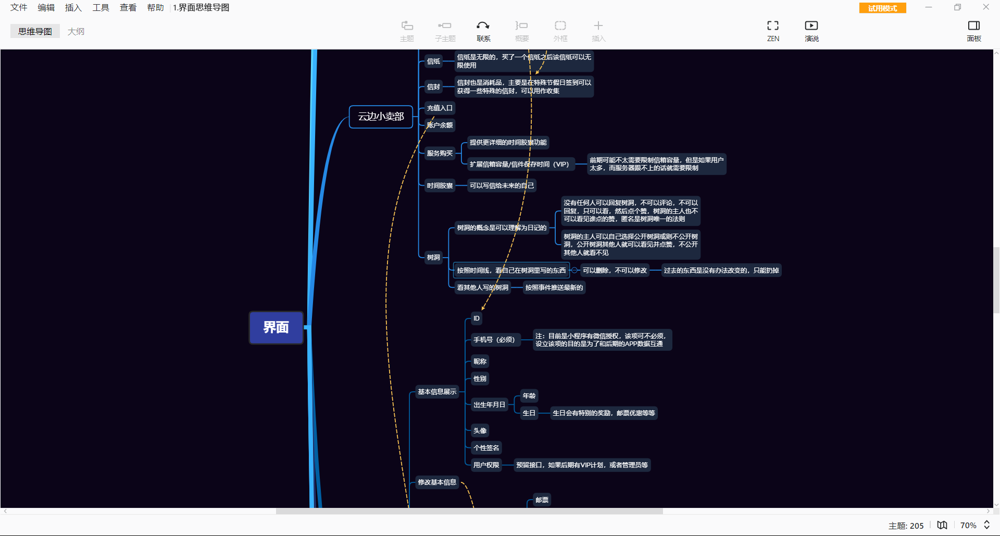 文件 编辑 插入 工具 查看 帮助 1.界面思维导图
试用模式
思维导图 大纲
主题 子主题 联系 概要 外框 插入
ZEN 演说 面板
信纸
信纸是无限的，买了一个信纸之后该信纸可以无
限使用
信封
信封也是消耗品，主要是在特殊节假日签到可以
获得一些特殊的信封，可以用作收集
云边小卖部
充值入口
账户余额
服务购买
提供更详细的时间胶囊功能
扩展信箱容量/信件保存时间（VIP）
前期可能不太需要限制信箱容量，但是如果用户
太多，而服务器跟不上的话就需要限制
时间胶囊
可以写信给未来的自己
树洞
树洞的概念是可以理解为日记的
没有任何人可以回复树洞，不可以评论，不可以
回复，只可以看，然后点个赞，树洞的主人也不
可以看见谁点的赞，匿名是树洞唯一的法则
树洞的主人可以自己选择公开树洞或则不公开树
洞，公开树洞其他人就可以看见并点赞，不公开
其他人就看不见
按照时间线，看自己在树洞里写的东西
可以删除，不可以修改
过去的东西是没有办法改变的，只能扔掉
看其他人写的树洞
按照事件推送最新的
界面
基本信息展示
ID
手机号（必须）
注：目前是小程序有微信授权，该项可不必须，
设立该项的目的是为了和后期的APP数据互通
昵称
性别
出生年月日
年龄
生日
生日会有特别的奖励，邮票优惠等等
头像
个性签名
用户权限
预留接口，如果后期有VIP计划，或者管理员等
修改基本信息
邮票
主题: 205
70%